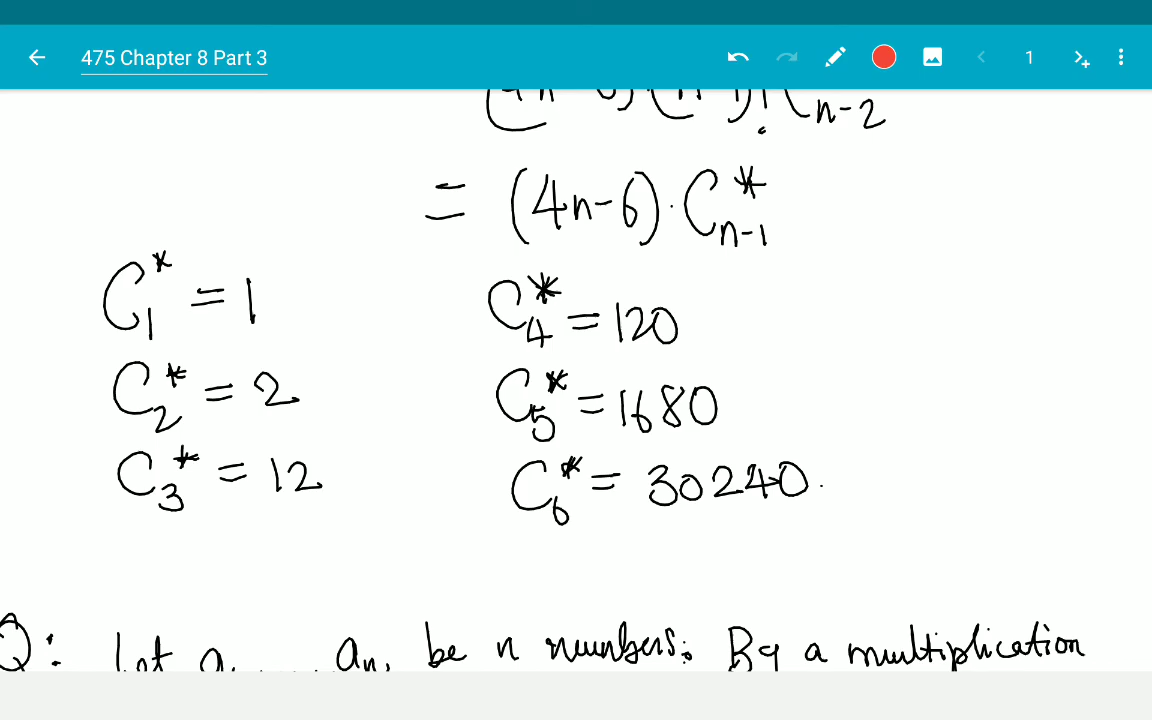 475 Chapter 8 Part 3
1
n-2
= (4n-6)·C*n-1
C*1 = 1
C*2 = 2
C*3 = 12
C*4 = 120
C*5 = 1680
C*6 = 30240.
Q: Let a1 ... an, be n numbers. By a multiplication